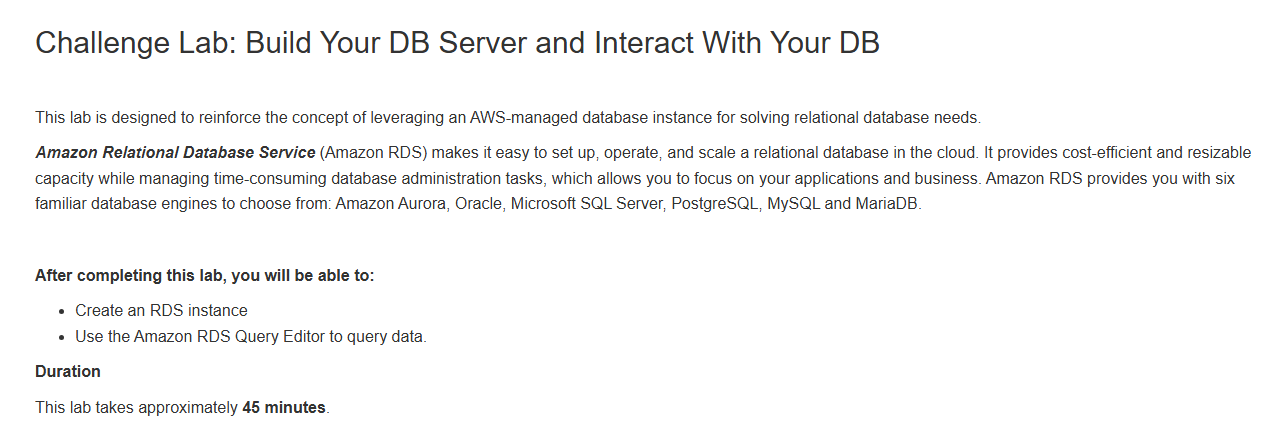 Challenge Lab: Build Your DB Server and Interact With Your DB
This lab is designed to reinforce the concept of leveraging an AWS-managed database instance for solving relational database needs.
Amazon Relational Database Service (Amazon RDS) makes it easy to set up, operate, and scale a relational database in the cloud. It provides cost-efficient and resizable
capacity while managing time-consuming database administration tasks, which allows you to focus on your applications and business. Amazon RDS provides you with six
familiar database engines to choose from: Amazon Aurora, Oracle, Microsoft SQL Server, PostgreSQL, MySQL and MariaDB.
After completing this lab, you will be able to:
• Create an RDS instance
• Use the Amazon RDS Query Editor to query data.
Duration
This lab takes approximately 45 minutes.